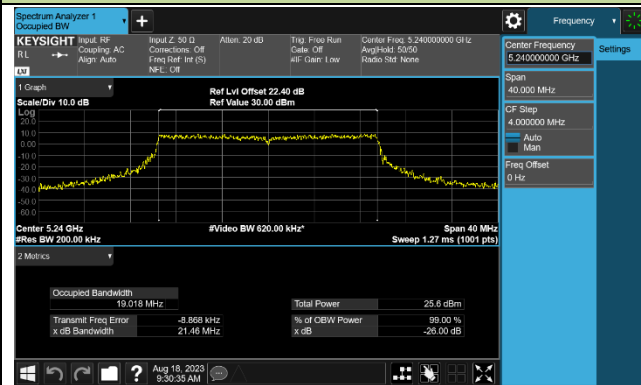 Spectrum Analyzer 1
Occupied BW
Frequency
KEYSIGHT
RL
LXI
Input: RF
Coupling: AC
Align: Auto
Input Z: 50 Ω
Corrections: Off
Freq Ref: Int (S)
NFE: Off
Atten: 20 dB
Trig: Free Run
Gate: Off
#IF Gain: Low
Center Freq: 5.240000000 GHz
Avg|Hold: 50/50
Radio Std: None
Center Frequency
5.240000000 GHz
Settings
Span
40.000 MHz
CF Step
4.000000 MHz
Auto
Man
Freq Offset
0 Hz
1 Graph
Scale/Div 10.0 dB
Ref Lvl Offset 22.40 dB
Ref Value 30.00 dBm
Log
20.0
10.0
0.00
-10.0
-20.0
-30.0
-40.0
-50.0
-60.0
Center 5.24 GHz
#Video BW 620.00 kHz*
Span 40 MHz
#Res BW 200.00 kHz
Sweep 1.27 ms (1001 pts)
2 Metrics
Occupied Bandwidth
19.018 MHz
Total Power 25.6 dBm
Transmit Freq Error -8.868 kHz
% of OBW Power 99.00 %
x dB Bandwidth 21.46 MHz
x dB -26.00 dB
?
Aug 18, 2023
9:30:35 AM